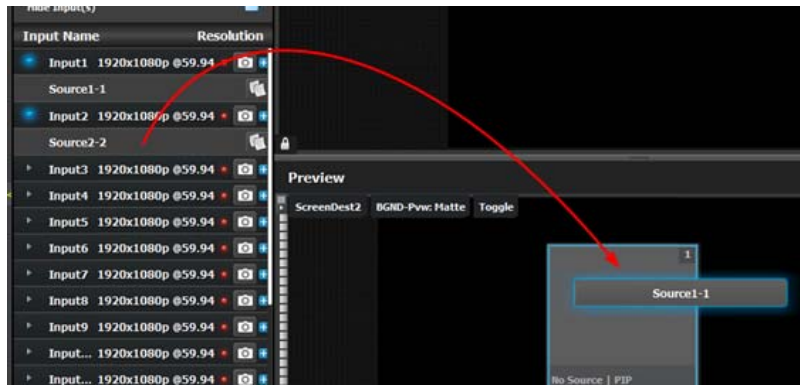 Hide Input(s)
Input Name Resolution
Input1 1920x1080p @59.94
Source1-1
Input2 1920x1080p @59.94
Source2-2
Input3 1920x1080p @59.94
Input4 1920x1080p @59.94
Input5 1920x1080p @59.94
Input6 1920x1080p @59.94
Input7 1920x1080p @59.94
Input8 1920x1080p @59.94
Input9 1920x1080p @59.94
Input... 1920x1080p @59.94
Input... 1920x1080p @59.94
Preview
ScreenDest2 BGND-Pvw: Matte Toggle
1
Source1-1
No Source | PIP